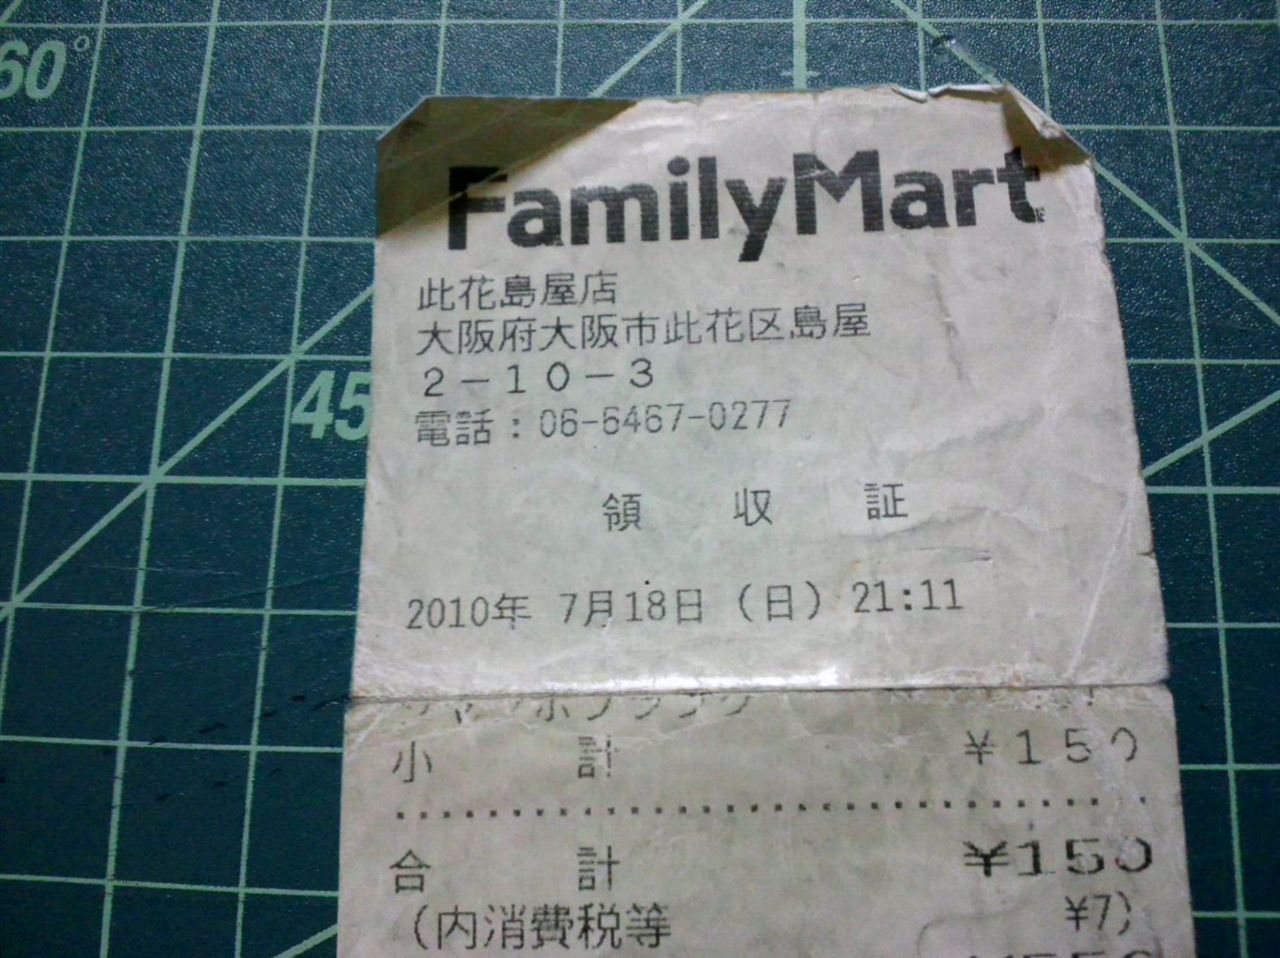 60°
45
FamilyMart
此花島屋店
大阪府大阪市此花区島屋
２－１０－３
電話：06-6467-0277
領　収　証
2010年 7月18日（日）21:11
小　計　¥１５０
合　計　¥150
（内消費税等　¥7）